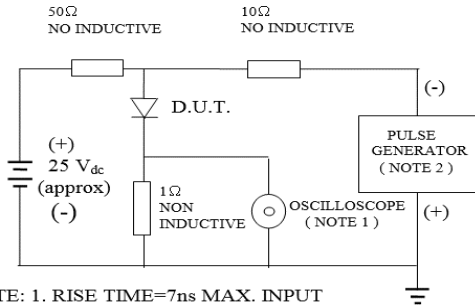 50Ω
NO INDUCTIVE
10Ω
NO INDUCTIVE
D.U.T.
(-)
PULSE
GENERATOR
( NOTE 2 )
(+)
25 Vdc
(approx)
(-)
1Ω
NON
INDUCTIVE
OSCILLOSCOPE
( NOTE 1 )
(+)
TE: 1. RISE TIME=7ns MAX. INPUT